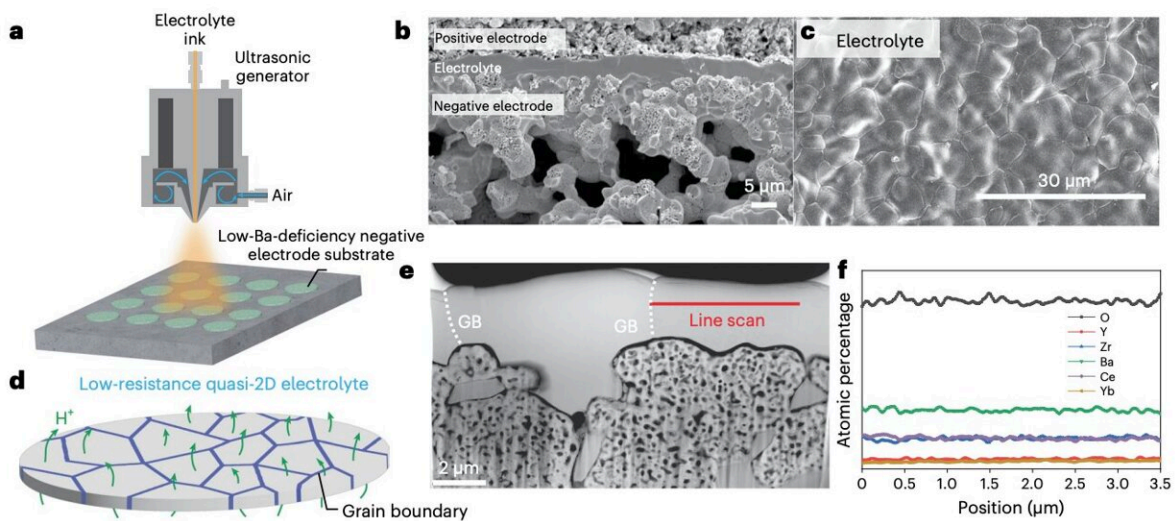 a
Electrolyte
ink
Ultrasonic
generator
Air
Low-Ba-deficiency negative
electrode substrate
b
Positive electrode
Electrolyte
Negative electrode
5 µm
c
Electrolyte
30 µm
d
Low-resistance quasi-2D electrolyte
H+
Grain boundary
e
GB
GB
Line scan
2 µm
f
Atomic percentage
O
Y
Zr
Ba
Ce
Yb
0
0.5
1.0
1.5
2.0
2.5
3.0
3.5
Position (µm)